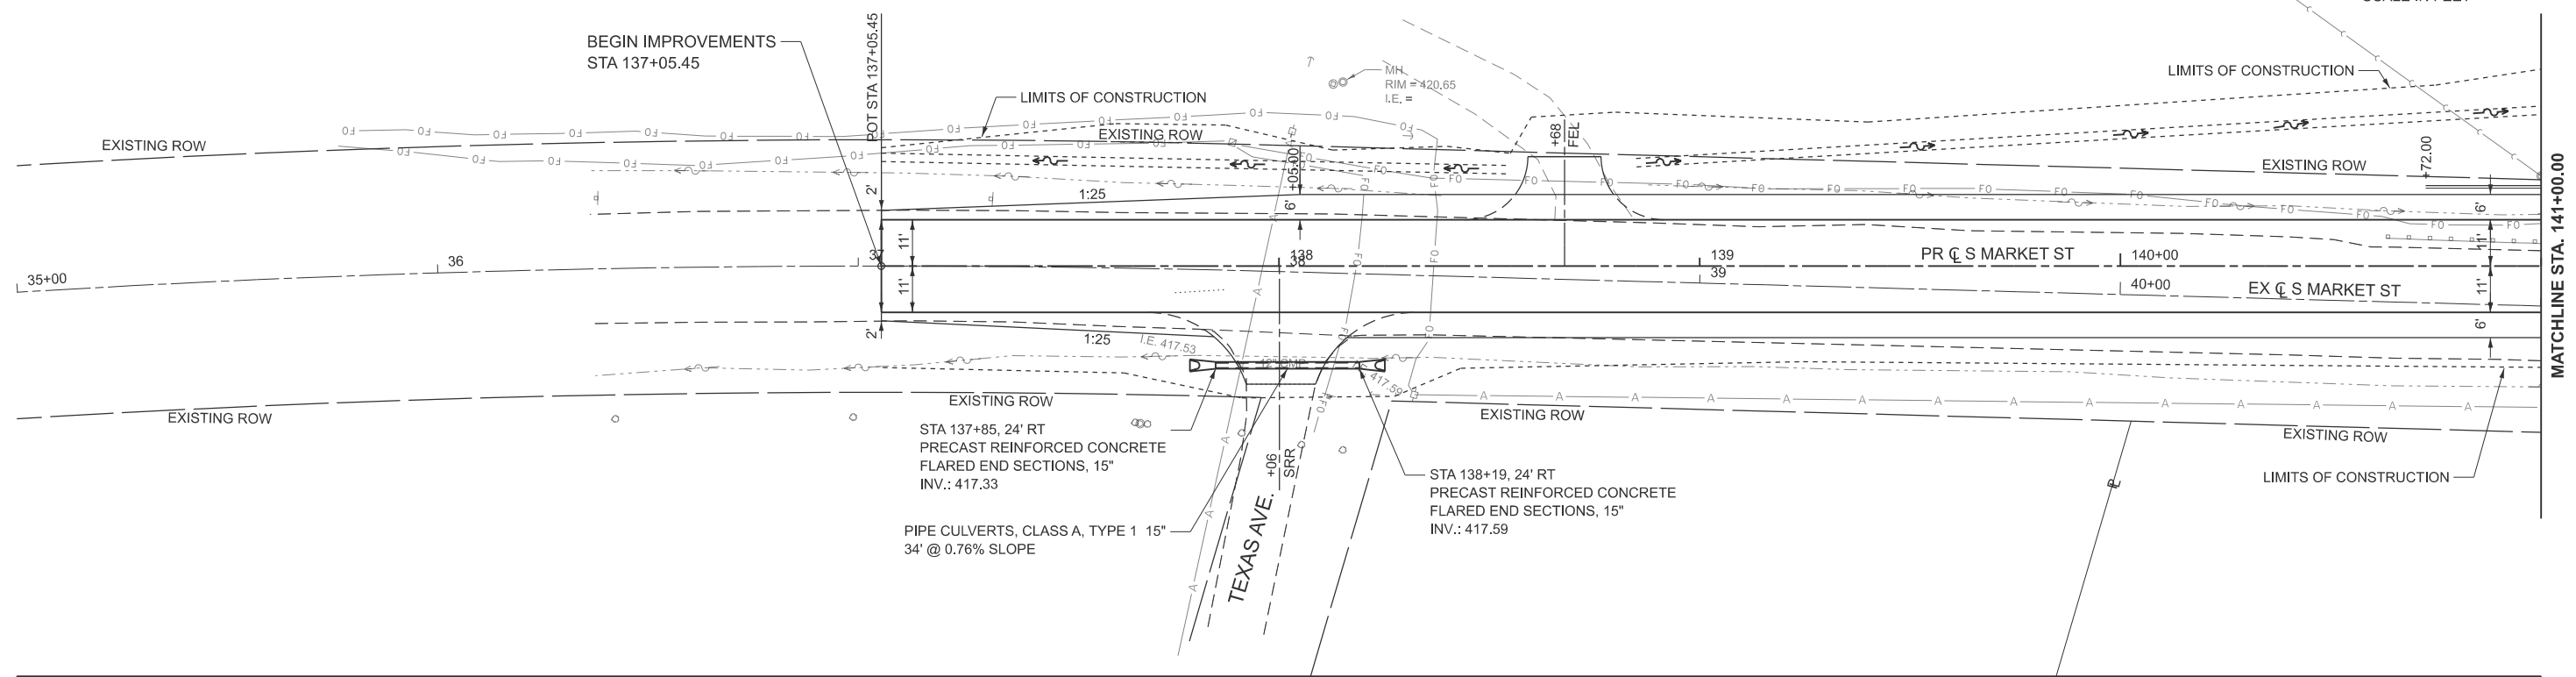 BEGIN IMPROVEMENTS
STA 137+05.45
POT STA 137+05.45
LIMITS OF CONSTRUCTION
MH
RIM = 420.65
I.E. =
LIMITS OF CONSTRUCTION
EXISTING ROW
EXISTING ROW
EXISTING ROW
+05.00
+68
FEL
+72.00
MATCHLINE STA. 141+00.00
2'
1:25
6'
6'
11'
11'
35+00
36
138
38
139
39
PR ℄ S MARKET ST
140+00
40+00
EX ℄ S MARKET ST
11'
11'
2'
1:25
6'
I.E. 417.53
12" CMP
417.59
EXISTING ROW
EXISTING ROW
EXISTING ROW
EXISTING ROW
STA 137+85, 24' RT
PRECAST REINFORCED CONCRETE
FLARED END SECTIONS, 15"
INV.: 417.33
PIPE CULVERTS, CLASS A, TYPE 1 15"
34' @ 0.76% SLOPE
+06
SRR
TEXAS AVE.
STA 138+19, 24' RT
PRECAST REINFORCED CONCRETE
FLARED END SECTIONS, 15"
INV.: 417.59
LIMITS OF CONSTRUCTION